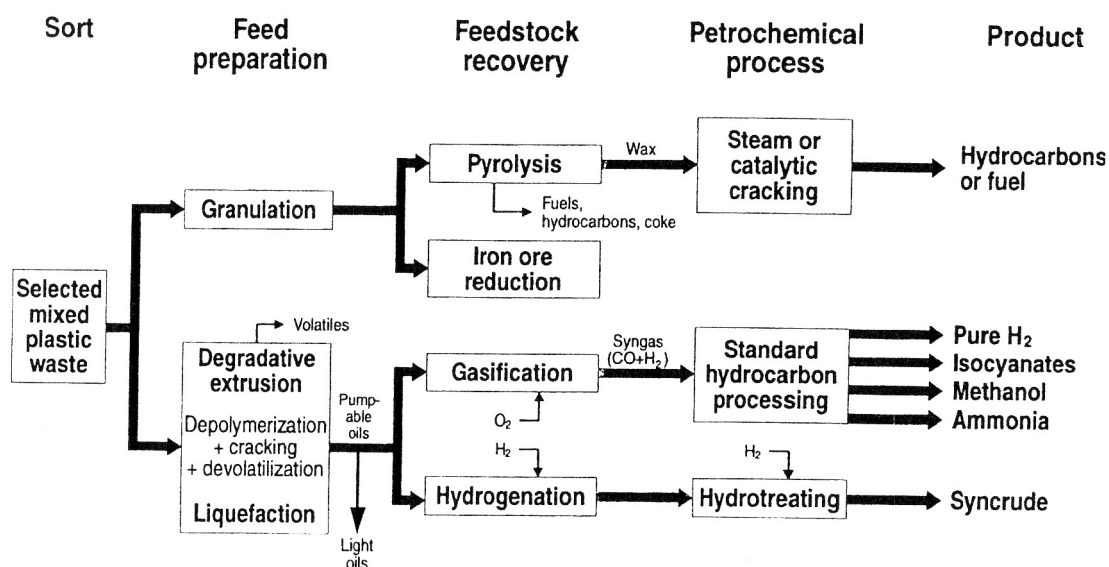 Sort
Feed
preparation
Feedstock
recovery
Petrochemical
process
Product
Selected
mixed
plastic
waste
Granulation
Pyrolysis
Wax
Fuels,
hydrocarbons, coke
Steam or
catalytic
cracking
Hydrocarbons
or fuel
Iron ore
reduction
Volatiles
Degradative
extrusion
Depolymerization
+ cracking
+ devolatilization
Liquefaction
Pump-
able
oils
Light
oils
Gasification
O2
Syngas
(CO+H2)
Standard
hydrocarbon
processing
Pure H2
Isocyanates
Methanol
Ammonia
H2
Hydrogenation
H2
Hydrotreating
Syncrude